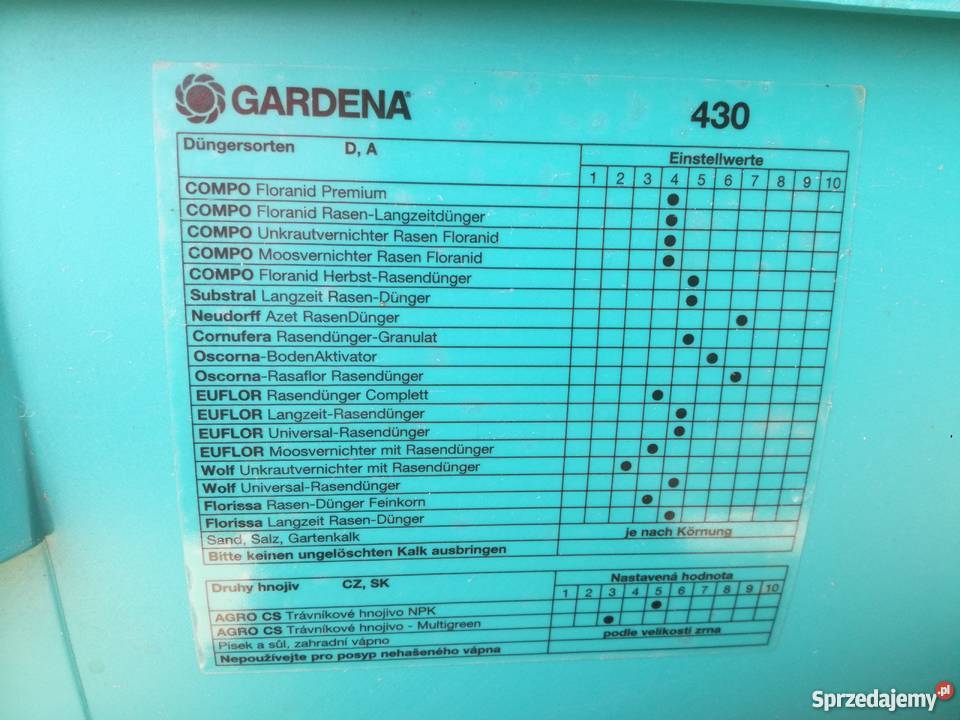 GARDENA® 430
Düngersorten D, A Einstellwerte
1 2 3 4 5 6 7 8 9 10
COMPO Floranid Premium
COMPO Floranid Rasen-Langzeitdünger
COMPO Unkrautvernichter Rasen Floranid
COMPO Moosvernichter Rasen Floranid
COMPO Floranid Herbst-Rasendünger
Substral Langzeit Rasen-Dünger
Neudorff Azet RasenDünger
Cornufera Rasendünger-Granulat
Oscorna-BodenAktivator
Oscorna-Rasaflor Rasendünger
EUFLOR Rasendünger Complett
EUFLOR Langzeit-Rasendünger
EUFLOR Universal-Rasendünger
EUFLOR Moosvernichter mit Rasendünger
Wolf Unkrautvernichter mit Rasendünger
Wolf Universal-Rasendünger
Florissa Rasen-Dünger Feinkorn
Florissa Langzeit Rasen-Dünger
Sand, Salz, Gartenkalk je nach Körnung
Bitte keinen ungelöschten Kalk ausbringen
Druhy hnojiv CZ, SK Nastavená hodnota
1 2 3 4 5 6 7 8 9 10
AGRO CS Trávníkové hnojivo NPK
AGRO CS Trávníkové hnojivo - Multigreen
Písek a sůl, zahradní vápno podle velikosti zrna
Nepoužívejte pro posyp nehašeného vápna
Sprzedajemy.pl